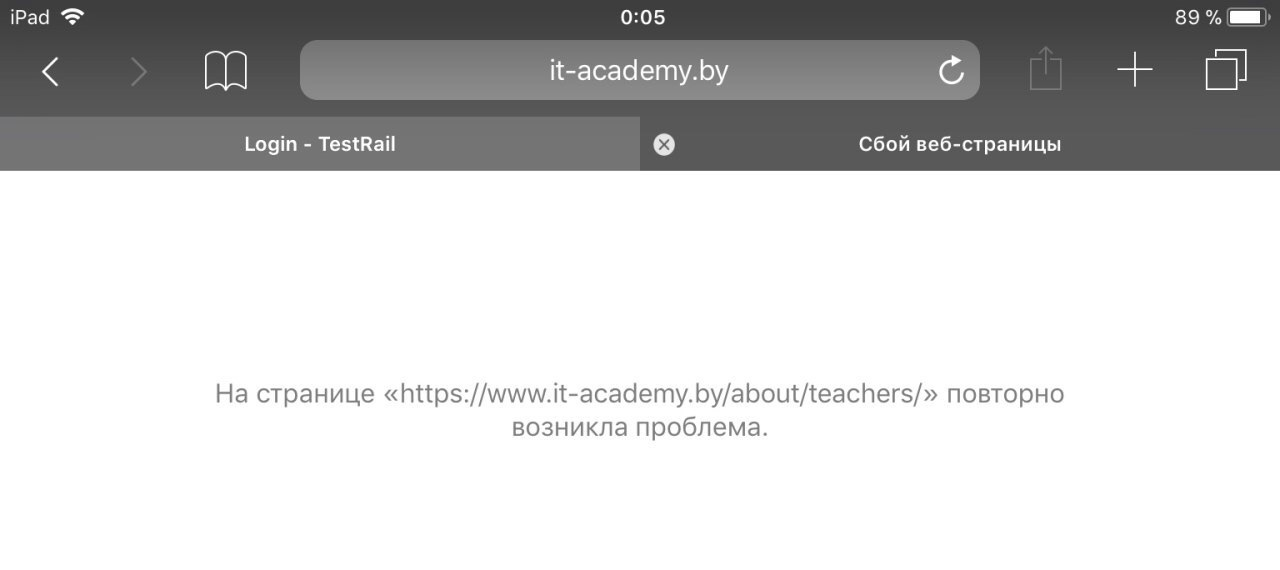 iPad 0:05 89 %
it-academy.by
Login - TestRail Сбой веб-страницы
На странице «https://www.it-academy.by/about/teachers/» повторно
возникла проблема.